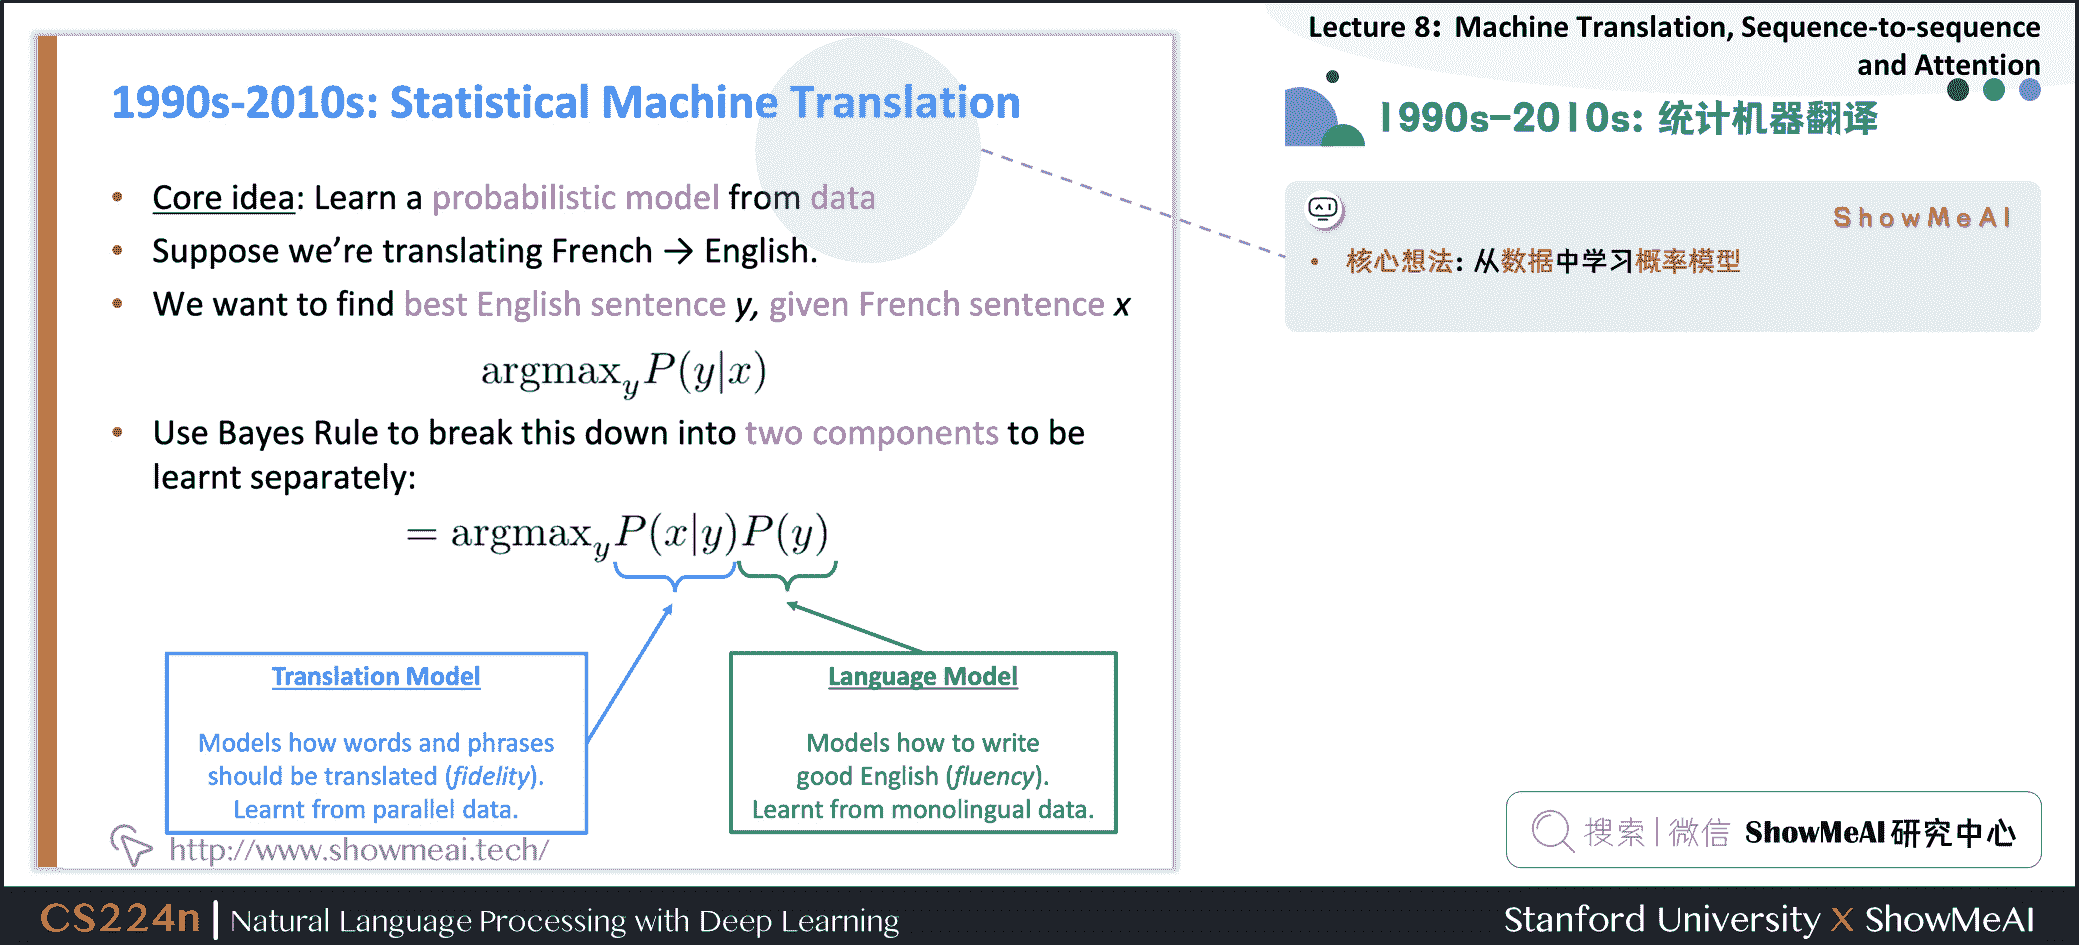 Lecture 8: Machine Translation, Sequence-to-sequence
and Attention
1990s-2010s: Statistical Machine Translation
• Core idea: Learn a probabilistic model from data
• Suppose we’re translating French → English.
• We want to find best English sentence y, given French sentence x
argmax_y P(y|x)
• Use Bayes Rule to break this down into two components to be
learnt separately:
= argmax_y P(x|y)P(y)
Translation Model
Models how words and phrases
should be translated (fidelity).
Learnt from parallel data.
Language Model
Models how to write
good English (fluency).
Learnt from monolingual data.
http://www.showmeai.tech/
1990s-2010s: 统计机器翻译
ShowMeAI
• 核心想法: 从数据中学习概率模型
搜索|微信 ShowMeAI研究中心
CS224n | Natural Language Processing with Deep Learning
Stanford University X ShowMeAI